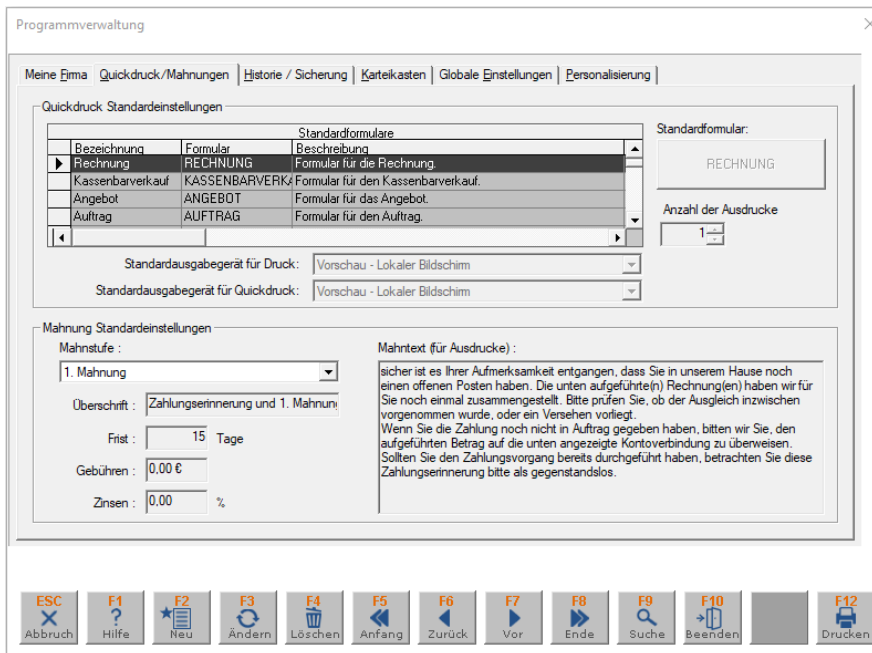 Programmverwaltung
Meine Firma Quickdruck/Mahnungen Historie / Sicherung Karteikasten Globale Einstellungen Personalisierung
Quickdruck Standardeinstellungen
Standardformulare
Bezeichnung Formular Beschreibung
Rechnung RECHNUNG Formular für die Rechnung.
Kassenbarverkauf KASSENBARVERKA Formular für den Kassenbarverkauf.
Angebot ANGEBOT Formular für das Angebot.
Auftrag AUFTRAG Formular für den Auftrag.
Standardformular:
RECHNUNG
Anzahl der Ausdrucke
1
Standardausgabegerät für Druck: Vorschau - Lokaler Bildschirm
Standardausgabegerät für Quickdruck: Vorschau - Lokaler Bildschirm
Mahnung Standardeinstellungen
Mahnstufe :
1. Mahnung
Überschrift : Zahlungserinnerung und 1. Mahnung
Frist : 15 Tage
Gebühren : 0,00 €
Zinsen : 0,00 %
Mahntext (für Ausdrucke) :
sicher ist es Ihrer Aufmerksamkeit entgangen, dass Sie in unserem Hause noch
einen offenen Posten haben. Die unten aufgeführte(n) Rechnung(en) haben wir für
Sie noch einmal zusammengestellt. Bitte prüfen Sie, ob der Ausgleich inzwischen
vorgenommen wurde, oder ein Versehen vorliegt.
Wenn Sie die Zahlung noch nicht in Auftrag gegeben haben, bitten wir Sie, den
aufgeführten Betrag auf die unten angezeigte Kontoverbindung zu überweisen.
Sollten Sie den Zahlungsvorgang bereits durchgeführt haben, betrachten Sie diese
Zahlungserinnerung bitte als gegenstandslos.
ESC F1 F2 F3 F4 F5 F6 F7 F8 F9 F10 F12
Abbruch Hilfe Neu Ändern Löschen Anfang Zurück Vor Ende Suche Beenden Drucken